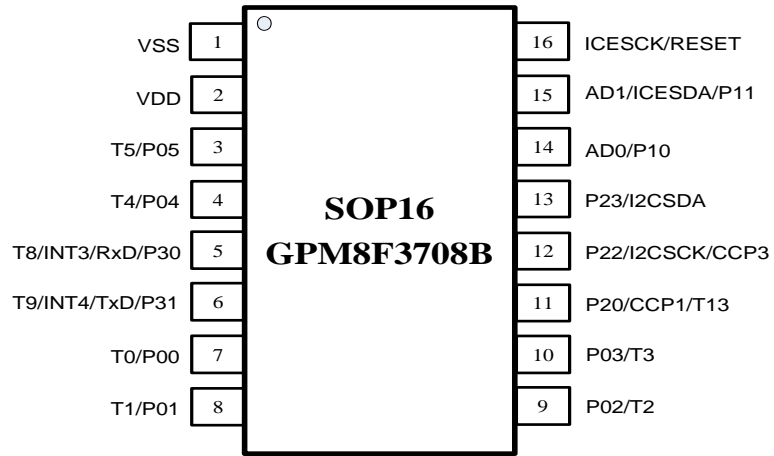 VSS 1
VDD 2
T5/P05 3
T4/P04 4
T8/INT3/RxD/P30 5
T9/INT4/TxD/P31 6
T0/P00 7
T1/P01 8
SOP16
GPM8F3708B
16 ICESCK/RESET
15 AD1/ICESDA/P11
14 AD0/P10
13 P23/I2CSDA
12 P22/I2CSCK/CCP3
11 P20/CCP1/T13
10 P03/T3
9 P02/T2